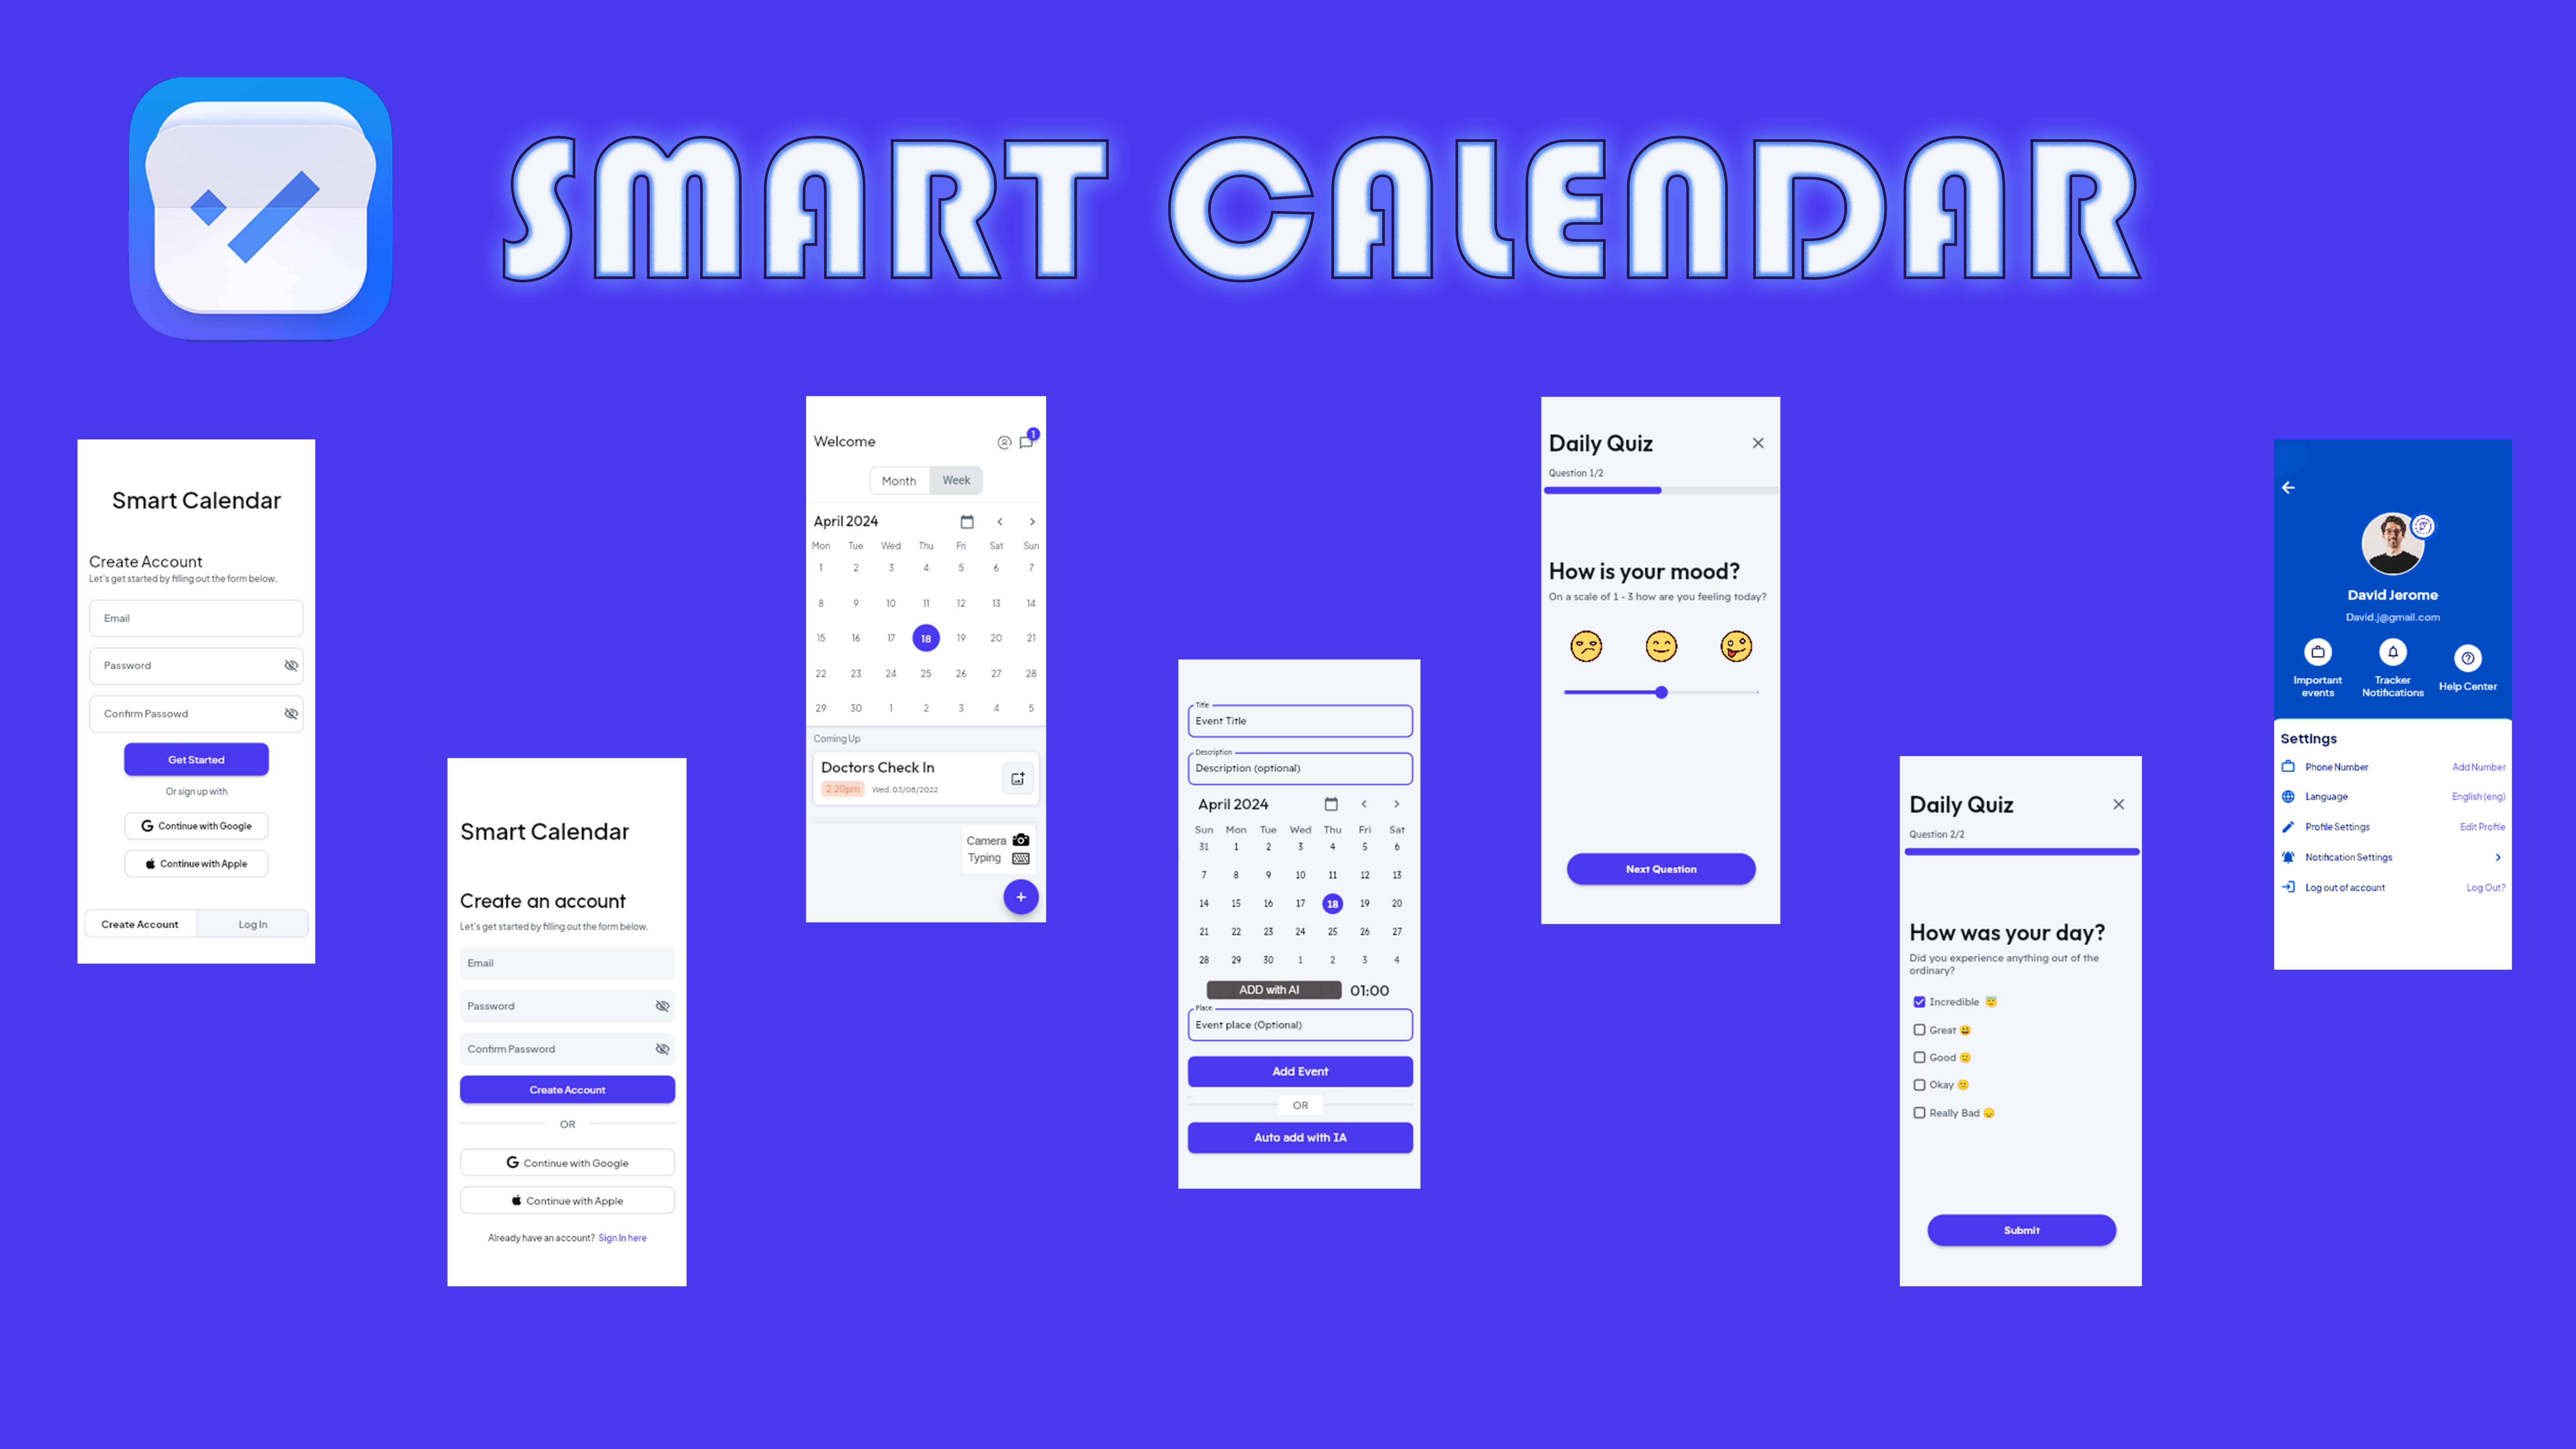 SMART CALENDAR
Smart Calendar
Create Account
Let's get started by filling out the form below.
Email
Password
Confirm Passowd
Get Started
Or sign up with
Continue with Google
Continue with Apple
Create Account Log In
Smart Calendar
Create an account
Let's get started by filling out the form below.
Email
Password
Confirm Password
Create Account
OR
Continue with Google
Continue with Apple
Already have an account? Sign In here
Welcome 1
Month Week
April 2024
Mon Tue Wed Thu Fri Sat Sun
1 2 3 4 5 6 7
8 9 10 11 12 13 14
15 16 17 18 19 20 21
22 23 24 25 26 27 28
29 30 1 2 3 4 5
Coming Up
Doctors Check In
2:20pm Wed, 03/08/2022
Camera
Typing
+
Title
Event Title
Description
Description (optional)
April 2024
Sun Mon Tue Wed Thu Fri Sat
31 1 2 3 4 5 6
7 8 9 10 11 12 13
14 15 16 17 18 19 20
21 22 23 24 25 26 27
28 29 30 1 2 3 4
ADD with AI 01:00
Place
Event place (Optional)
Add Event
OR
Auto add with IA
Daily Quiz
Question 1/2
How is your mood?
On a scale of 1 - 3 how are you feeling today?
Next Question
Daily Quiz
Question 2/2
How was your day?
Did you experience anything out of the
ordinary?
Incredible
Great
Good
Okay
Really Bad
Submit
David Jerome
David.j@gmail.com
Important
events
Tracker
Notifications
Help Center
Settings
Phone Number Add Number
Language English (eng)
Profile Settings Edit Profile
Notification Settings
Log out of account Log Out?